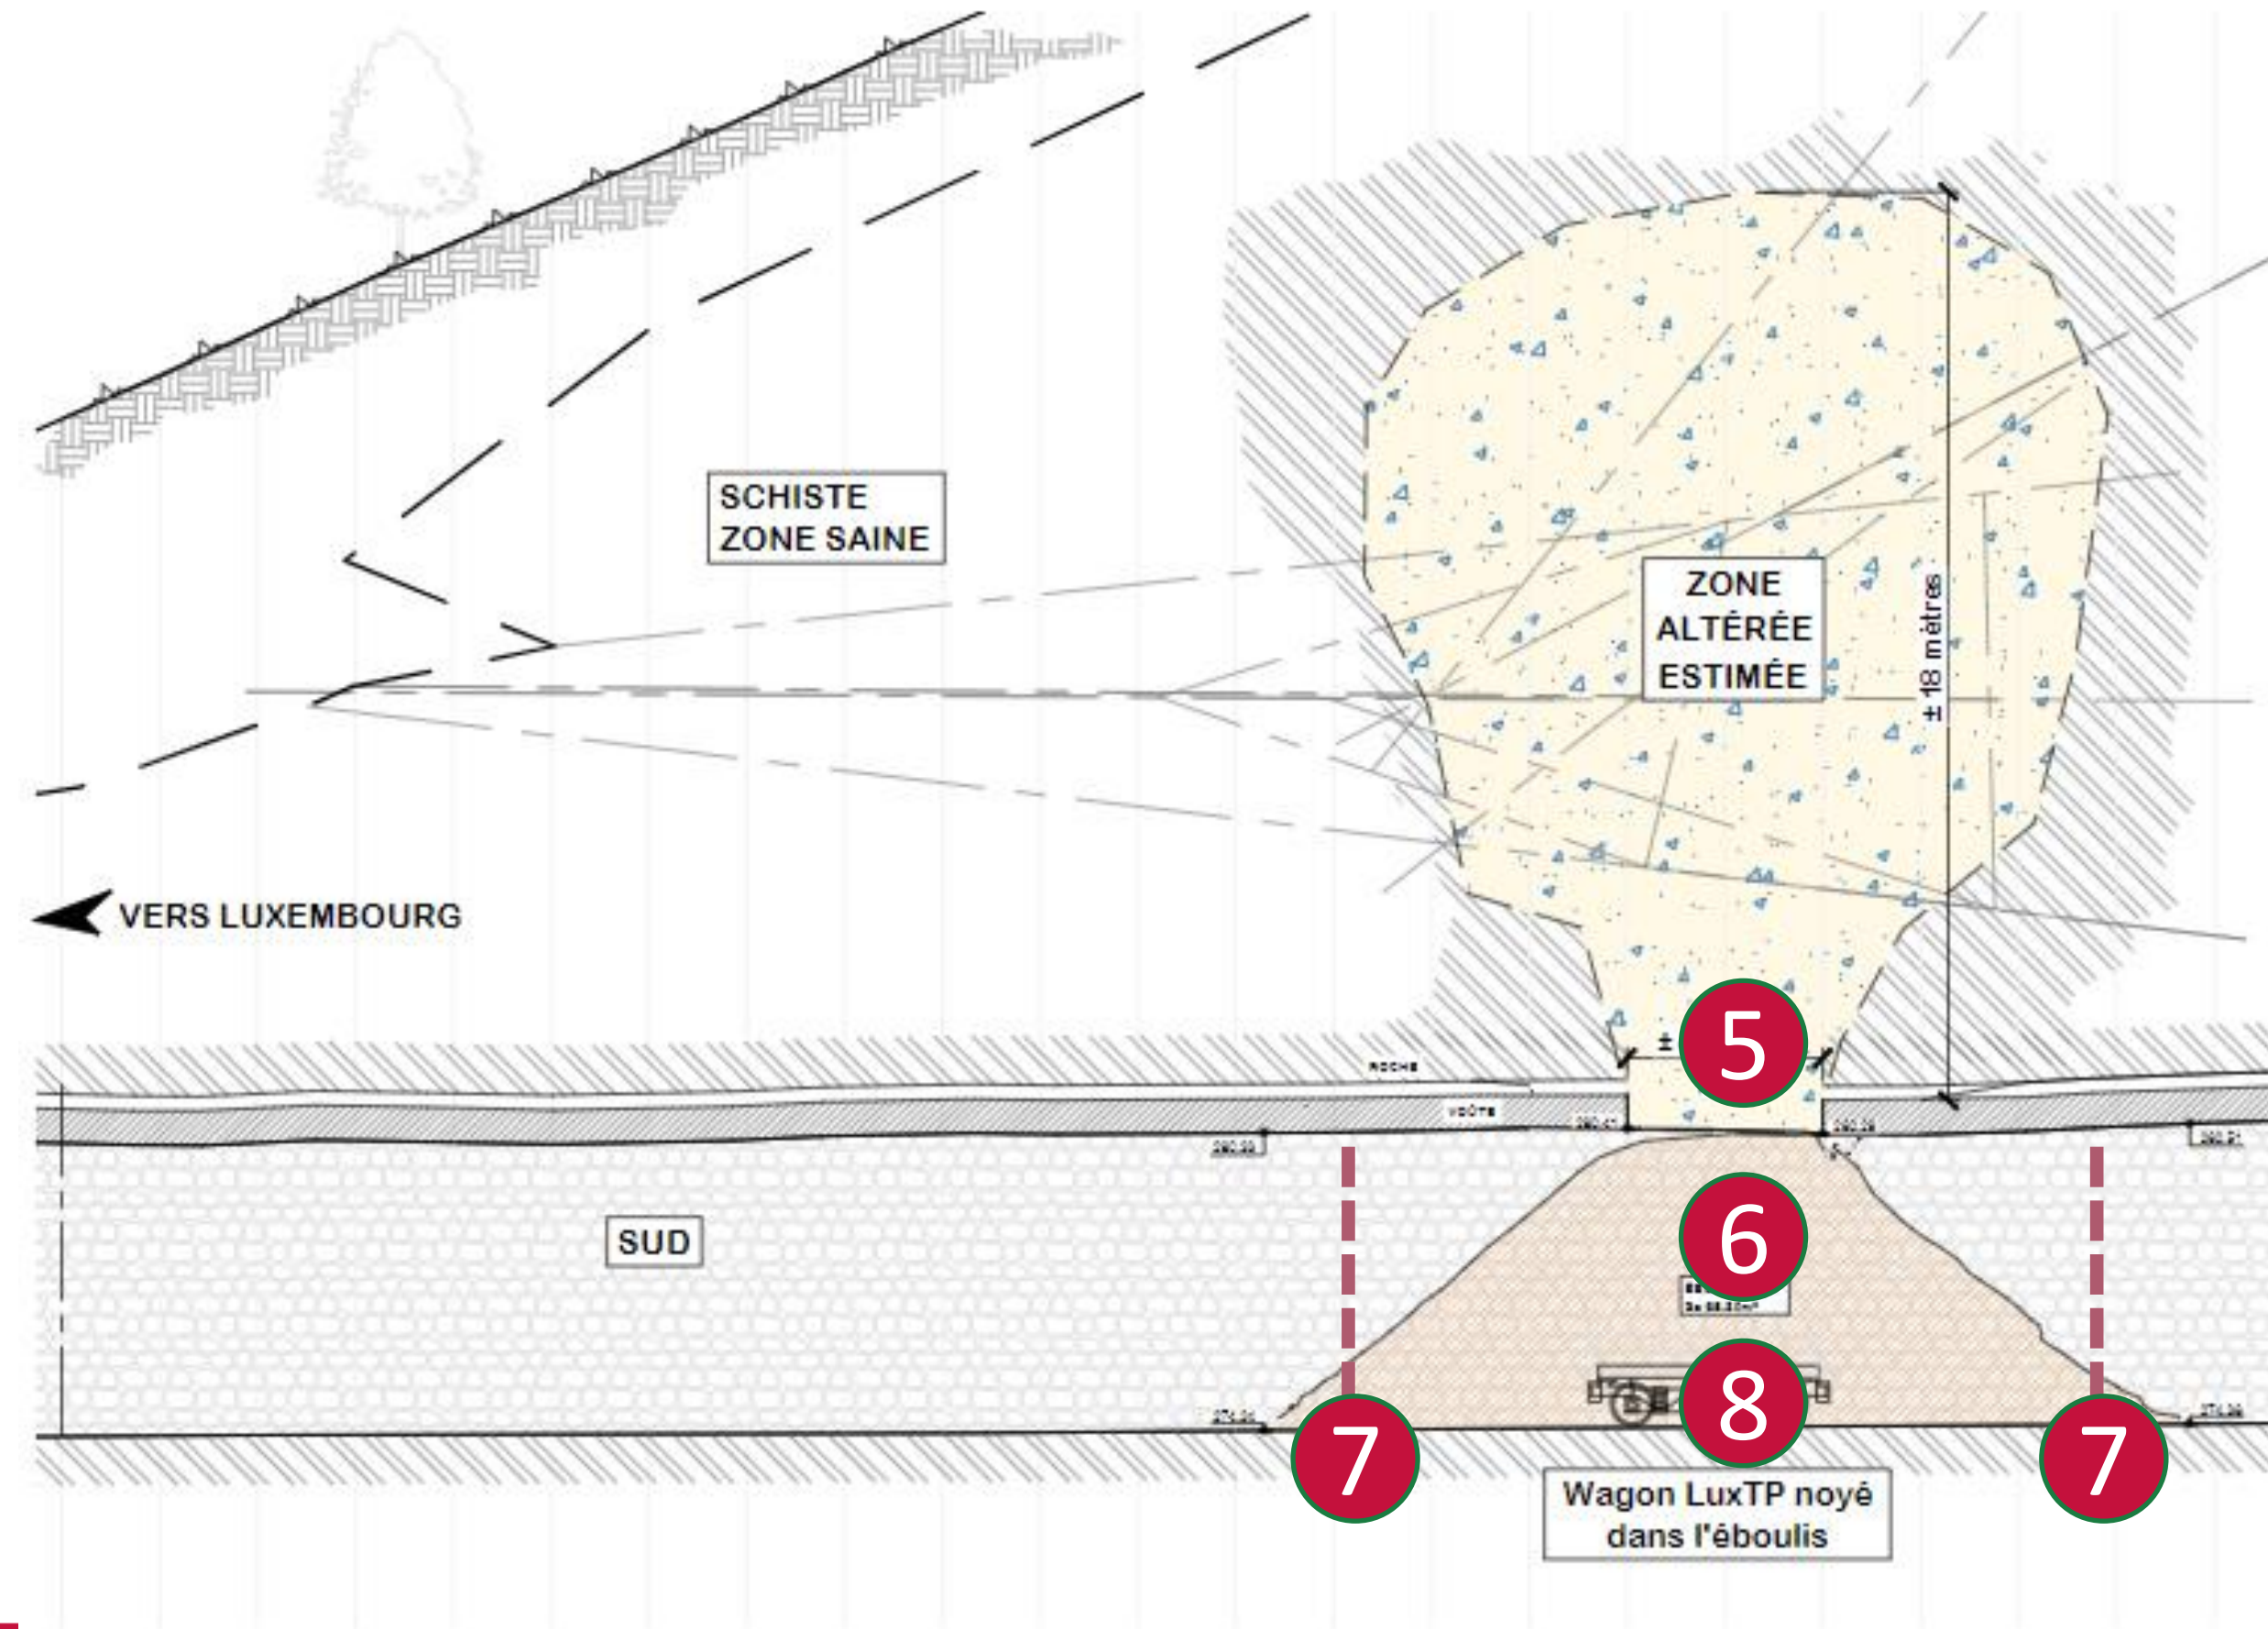 SCHISTE
ZONE SAINE
ZONE
ALTÉRÉE
ESTIMÉE
± 18 mètres
VERS LUXEMBOURG
±
5
ROCHE
VOÛTE
SUD
6
8
7
7
Wagon LuxTP noyé
dans l'éboulis